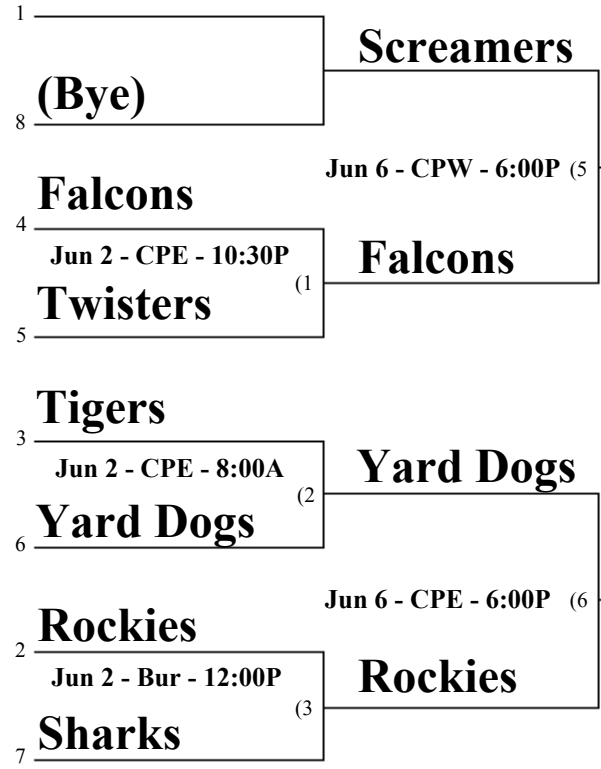 1
Screamers
(Bye)
8
Jun 6 - CPW - 6:00P (5
Falcons
4
Jun 2 - CPE - 10:30P
Falcons
(1
Twisters
5
Tigers
3
Jun 2 - CPE - 8:00A
Yard Dogs
(2
Yard Dogs
6
Jun 6 - CPE - 6:00P (6
Rockies
2
Jun 2 - Bur - 12:00P
Rockies
(3
Sharks
7